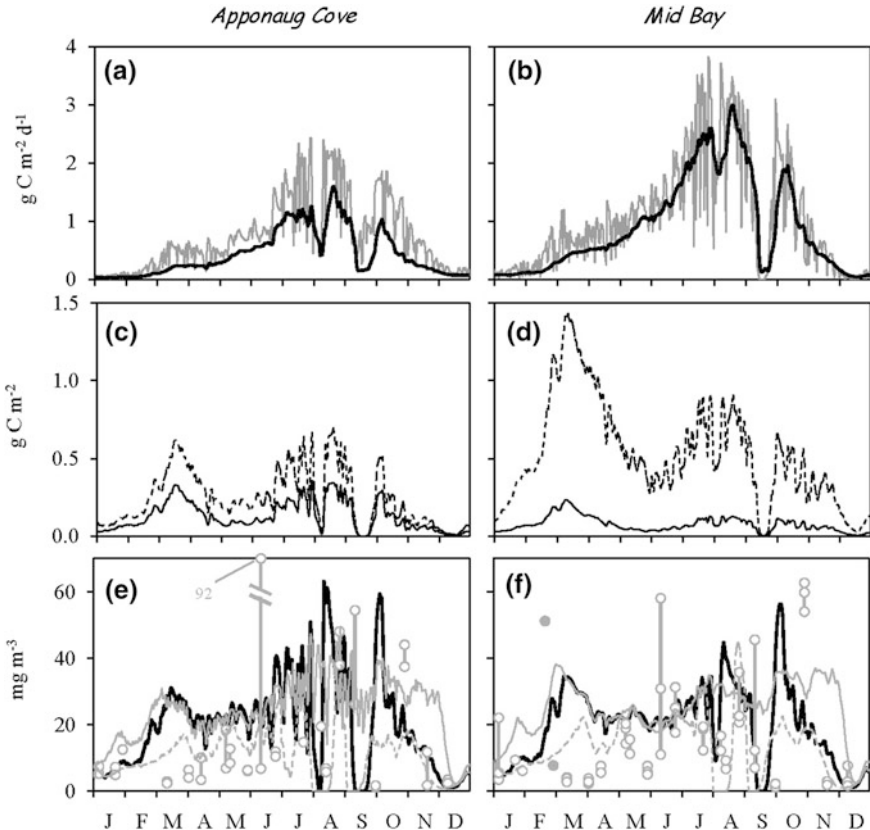 Apponaug Cove Mid Bay
(a) (b)
4
3
2
1
0
g C m-2 d-1
(c) (d)
1.5
1.0
0.5
0.0
g C m-2
(e) (f)
92
60
40
20
0
mg m-3
J F M A M J J A S O N D J F M A M J J A S O N D